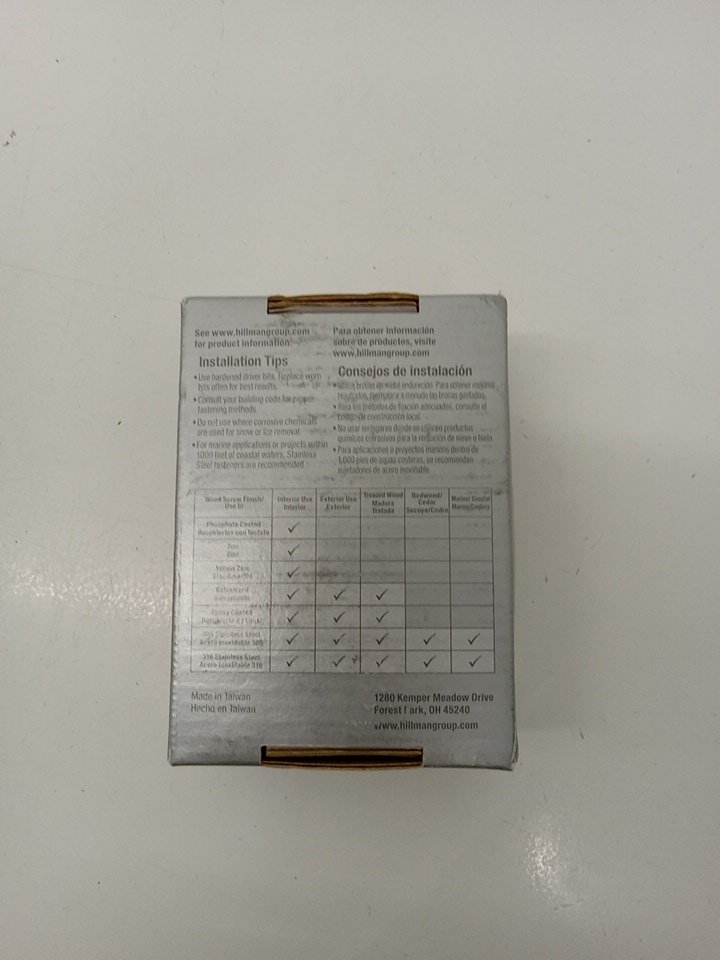 See www.hillmangroup.com
for product information.
Installation Tips
• Use hardened driver bits. Replace worn
bits often for best results.
• Consult your building code for proper
fastening methods.
• Do not use where corrosive chemicals
are used for snow or ice removal.
• For marine applications or projects within
1000 feet of coastal waters, Stainless
Steel fasteners are recommended
Para obtener información
sobre de productos, visite
www.hillmangroup.com
Consejos de instalación
brocas de metal endurecido. Para obtener mejores
resultados, reemplace a menudo las brocas gastadas.
• Para los métodos de fijación adecuados, consulte el
código de construcción local.
• No usar en lugares donde se utilicen productos
químicos corrosivos para la remoción de nieve o hielo.
• Para aplicaciones o proyectos marinos dentro de
1,000 pies de aguas costeras, se recomiendan
sujetadores de acero inoxidable.
Wood Screw Finish/ Interior Use Exterior Use Treated Wood Redwood/ Marine/Coastal
Use In Interior Exterior Madera Cedar Marino/Costero
Tratada Secoya/Cedro
Phosphate Coated ✓
Recubiertos con fosfato
Zinc ✓
Zinc
Yellow Zinc ✓
Zinc
Galvanized ✓ ✓ ✓
Galvanizado
Epoxy Coated ✓ ✓ ✓
305 Stainless Steel ✓ ✓ ✓ ✓ ✓
Acero inoxidable 305
316 Stainless Steel ✓ ✓ ✓ ✓ ✓
Acero inoxidable 316
Made in Taiwan
Hecho en Taiwan
1280 Kemper Meadow Drive
Forest Park, OH 45240
www.hillmangroup.com